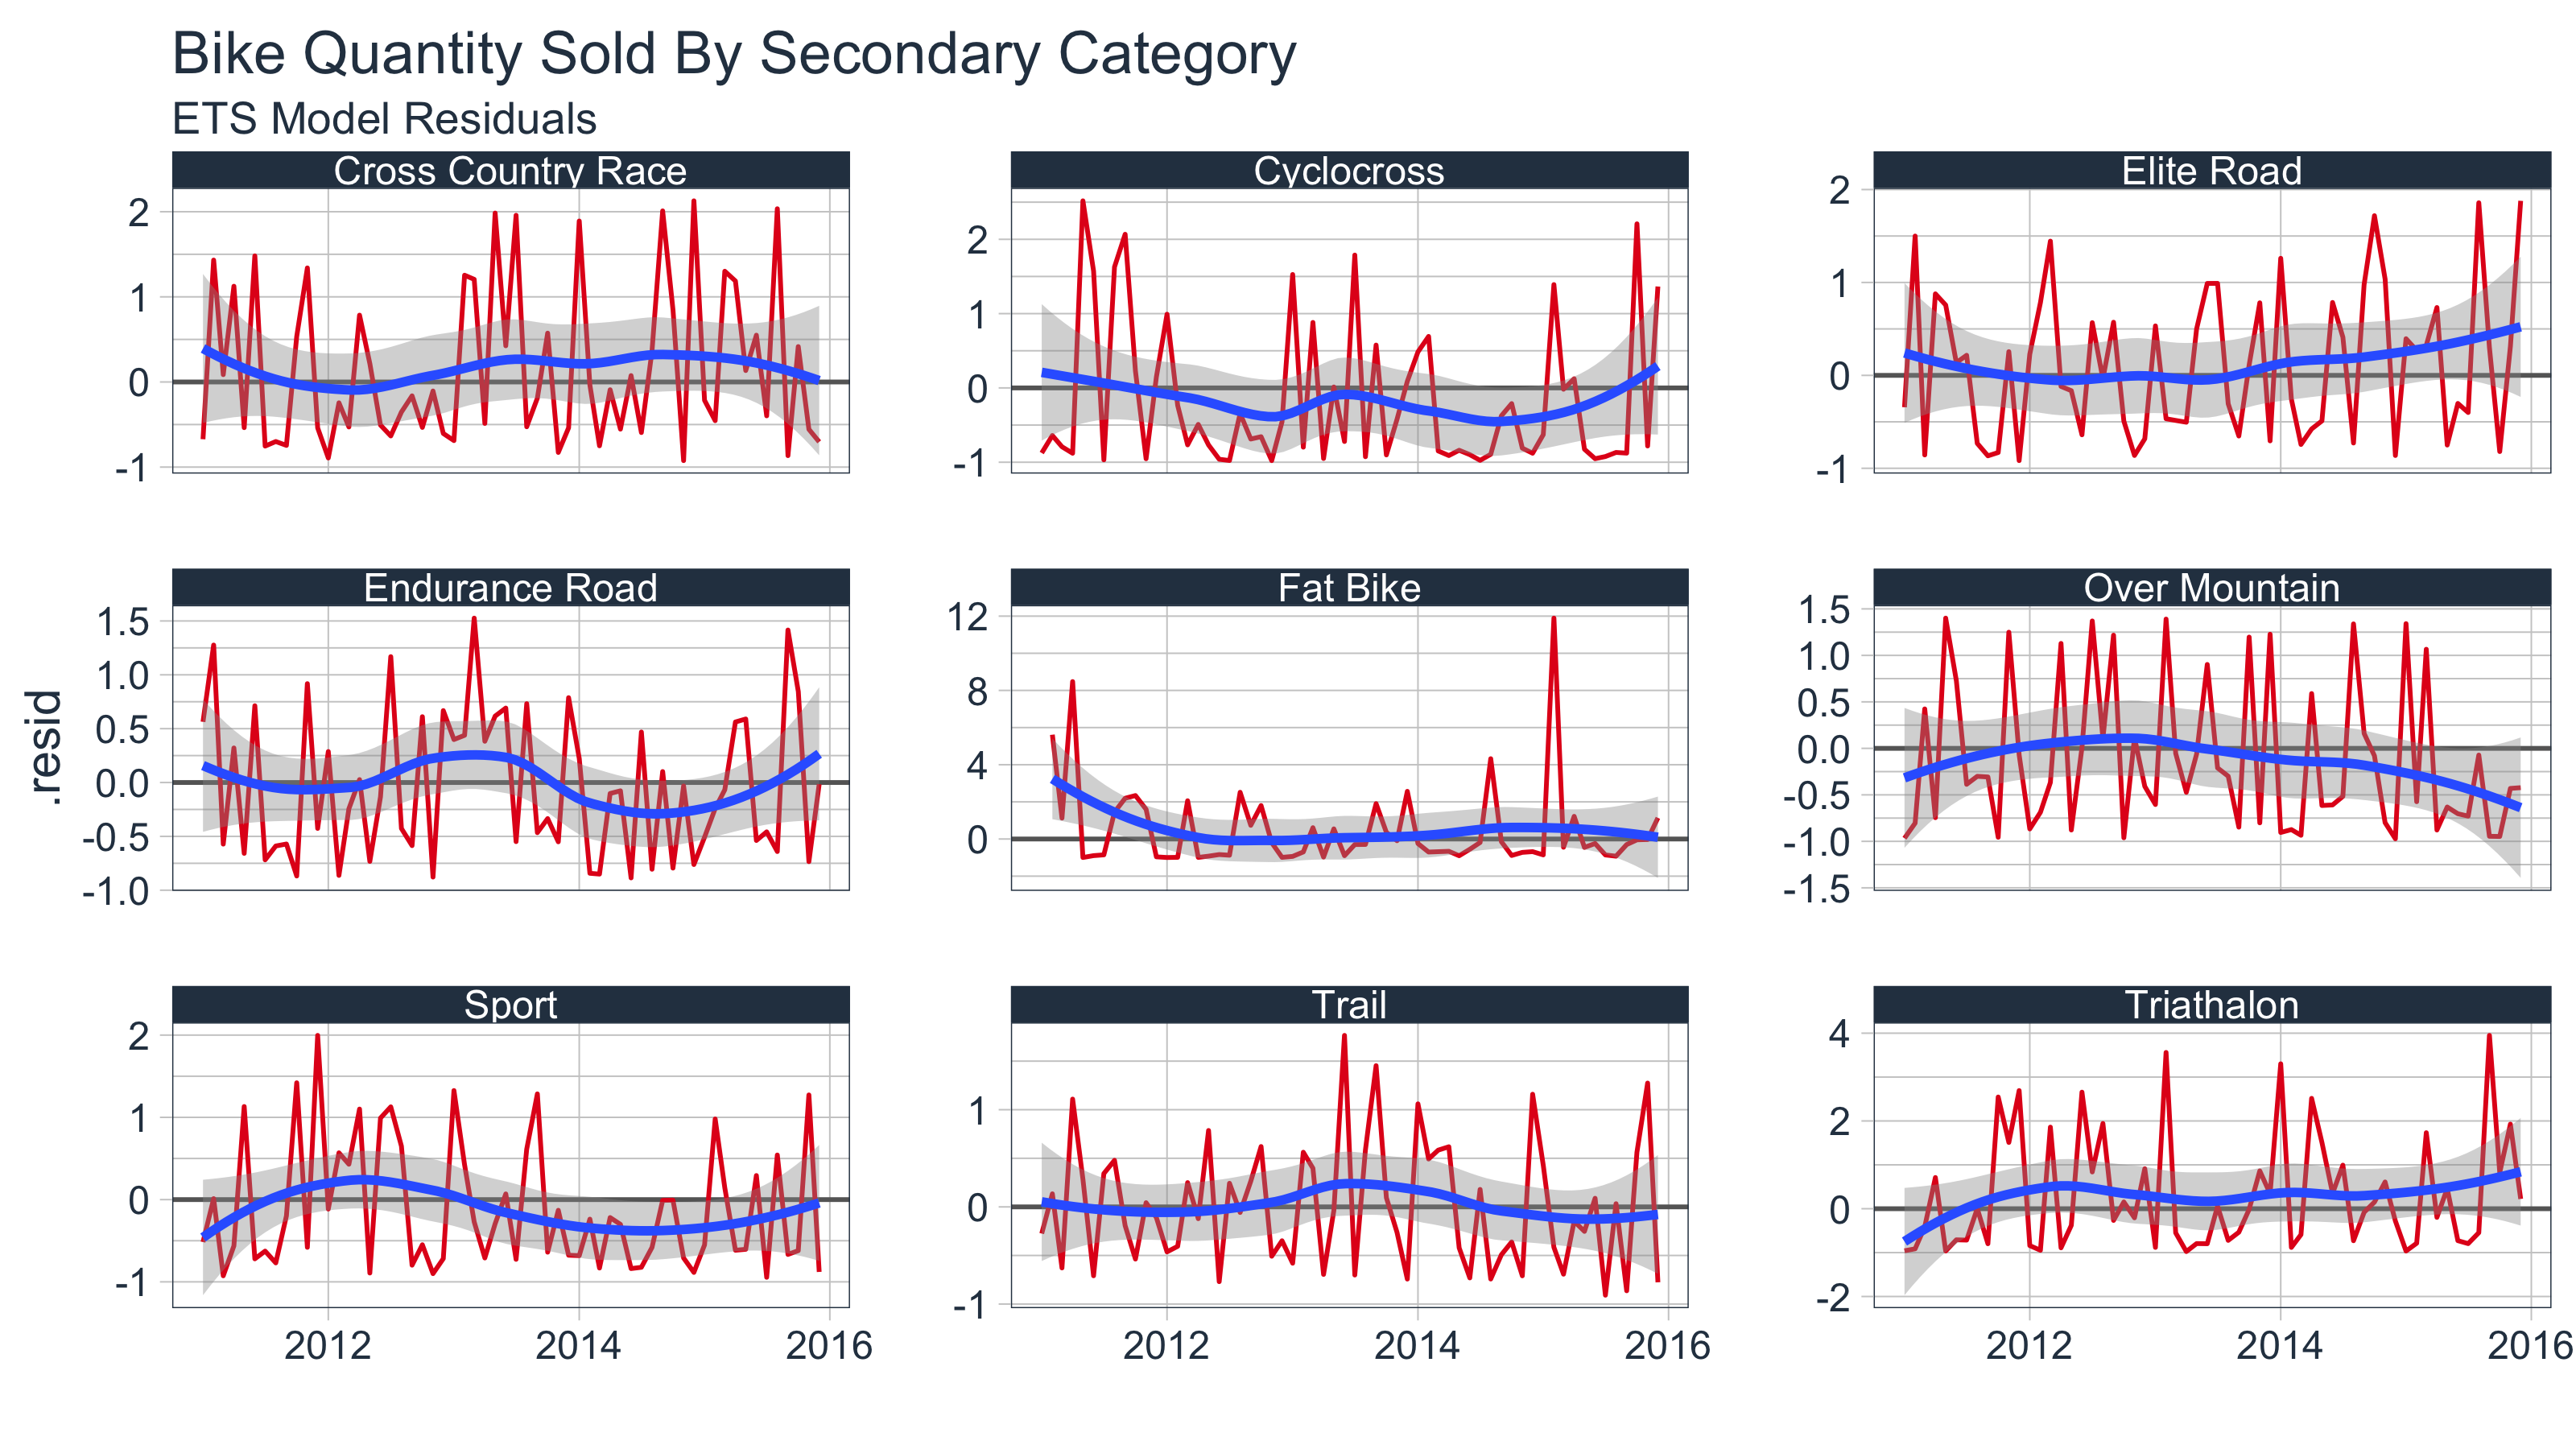 Bike Quantity Sold By Secondary Category
ETS Model Residuals
Cross Country Race
Cyclocross
Elite Road
2
1
0
-1
2
1
0
-1
2
1
0
-1
Endurance Road
Fat Bike
Over Mountain
1.5
1.0
0.5
0.0
-0.5
-1.0
12
8
4
0
1.5
1.0
0.5
0.0
-0.5
-1.0
-1.5
.resid
Sport
Trail
Triathalon
2
1
0
-1
1
0
-1
4
2
0
-2
2012 2014 2016
2012 2014 2016
2012 2014 2016